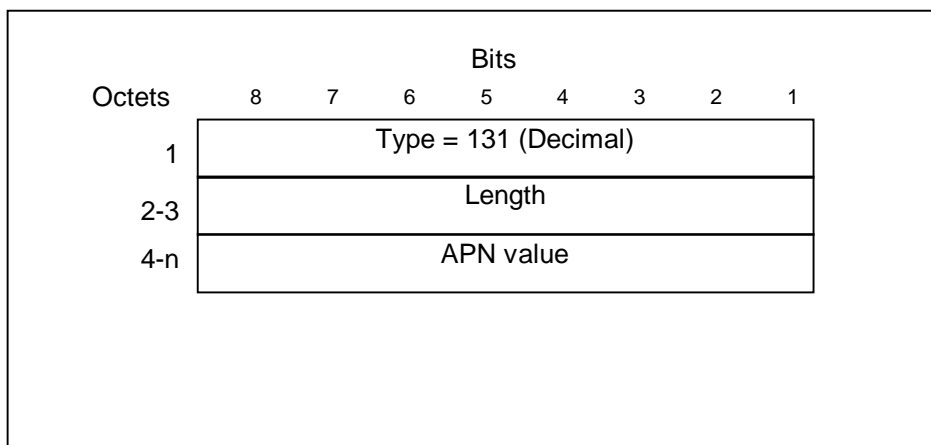 Bits
Octets 8 7 6 5 4 3 2 1
1 Type = 131 (Decimal)
2-3 Length
4-n APN value